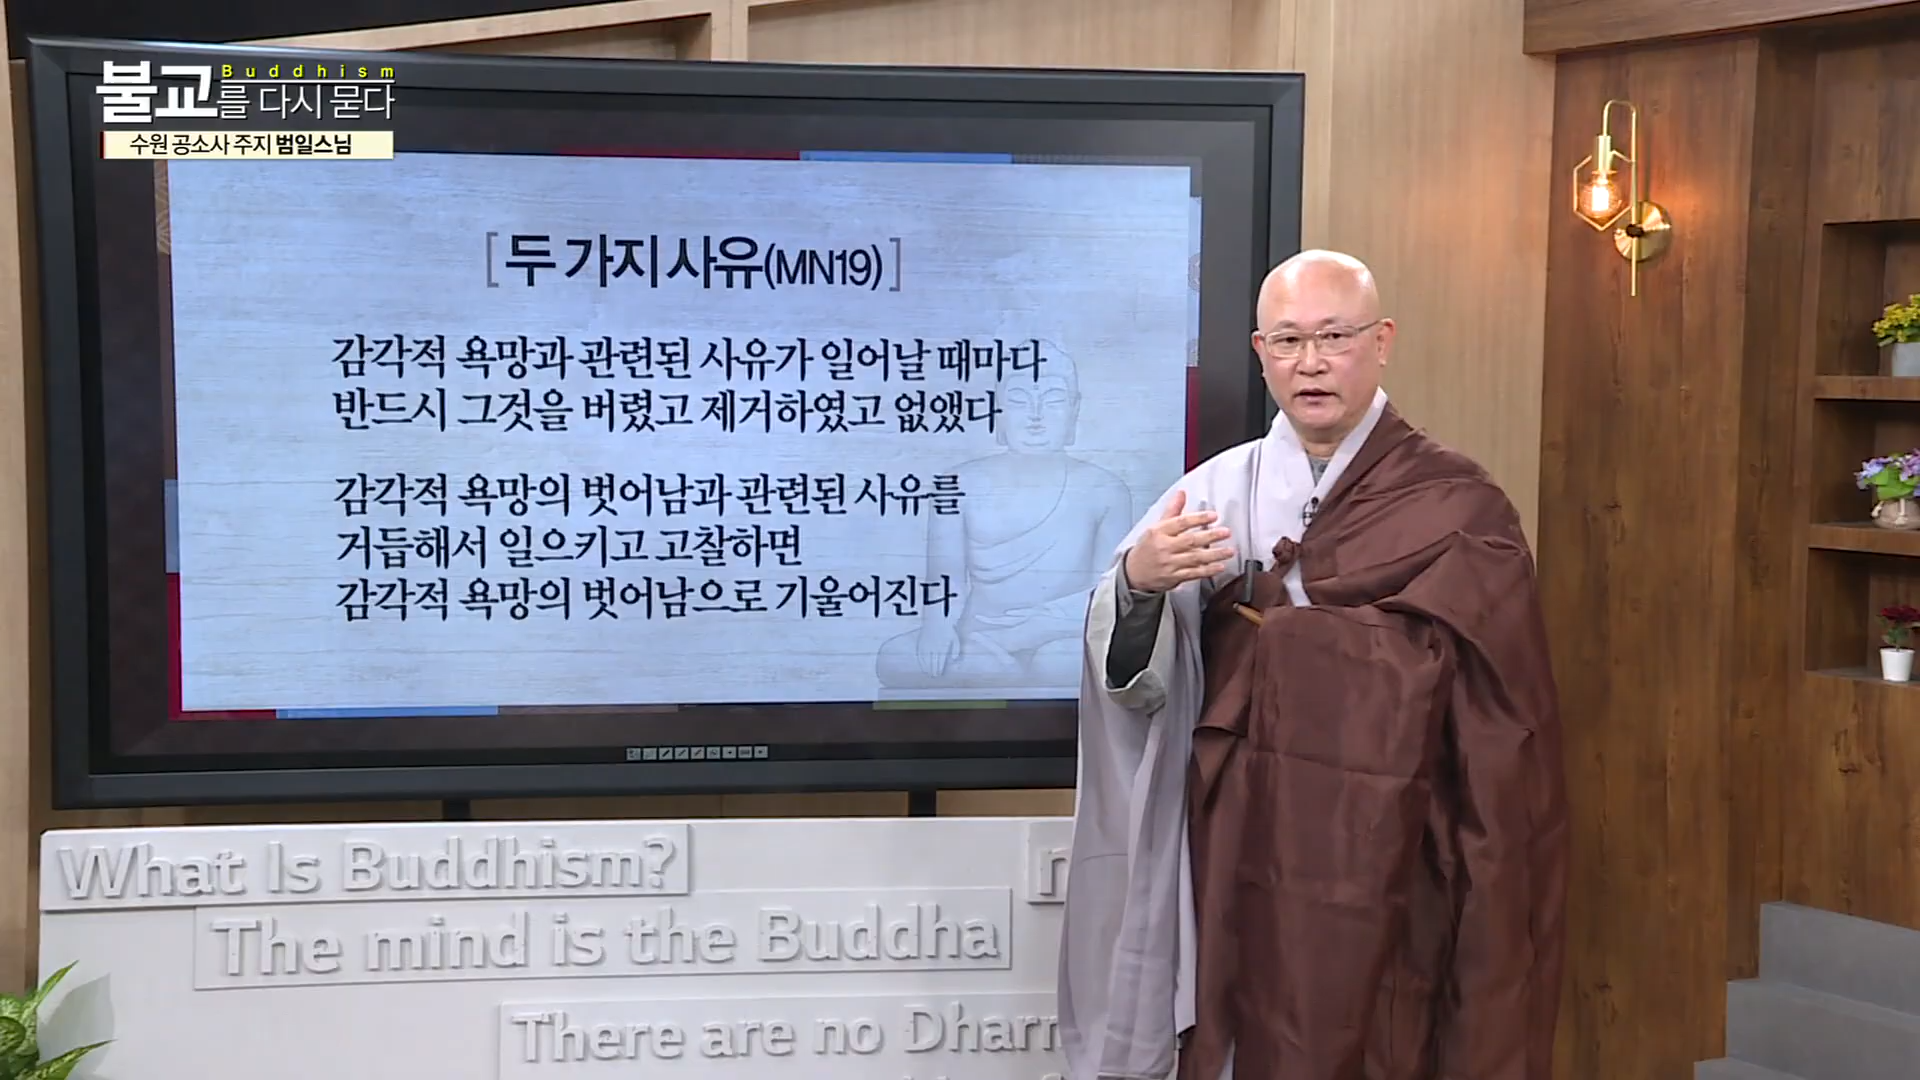 Buddhism
불교를 다시 묻다
수원 공소사 주지 범일스님
[두 가지 사유(MN19)]
감각적 욕망과 관련된 사유가 일어날 때마다
반드시 그것을 버렸고 제거하였고 없앴다
감각적 욕망의 벗어남과 관련된 사유를
거듭해서 일으키고 고찰하면
감각적 욕망의 벗어남으로 기울어진다
What Is Buddhism?
The mind is the Buddha
There are no